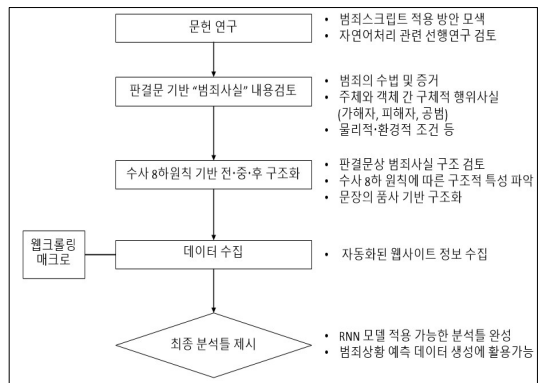 문헌 연구
• 범죄스크립트 적용 방안 모색
• 자연어처리 관련 선행연구 검토
판결문 기반 “범죄사실” 내용검토
• 범죄의 수법 및 증거
• 주체와 객체 간 구체적 행위사실
(가해자, 피해자, 공범)
• 물리적·환경적 조건 등
수사 8하원칙 기반 전·중·후 구조화
• 판결문상 범죄사실 구조 검토
• 수사 8하 원칙에 따른 구조적 특성 파악
• 문장의 품사 기반 구조화
웹크롤링
매크로
데이터 수집
• 자동화된 웹사이트 정보 수집
최종 분석틀 제시
• RNN 모델 적용 가능한 분석틀 완성
• 범죄상황 예측 데이터 생성에 활용가능